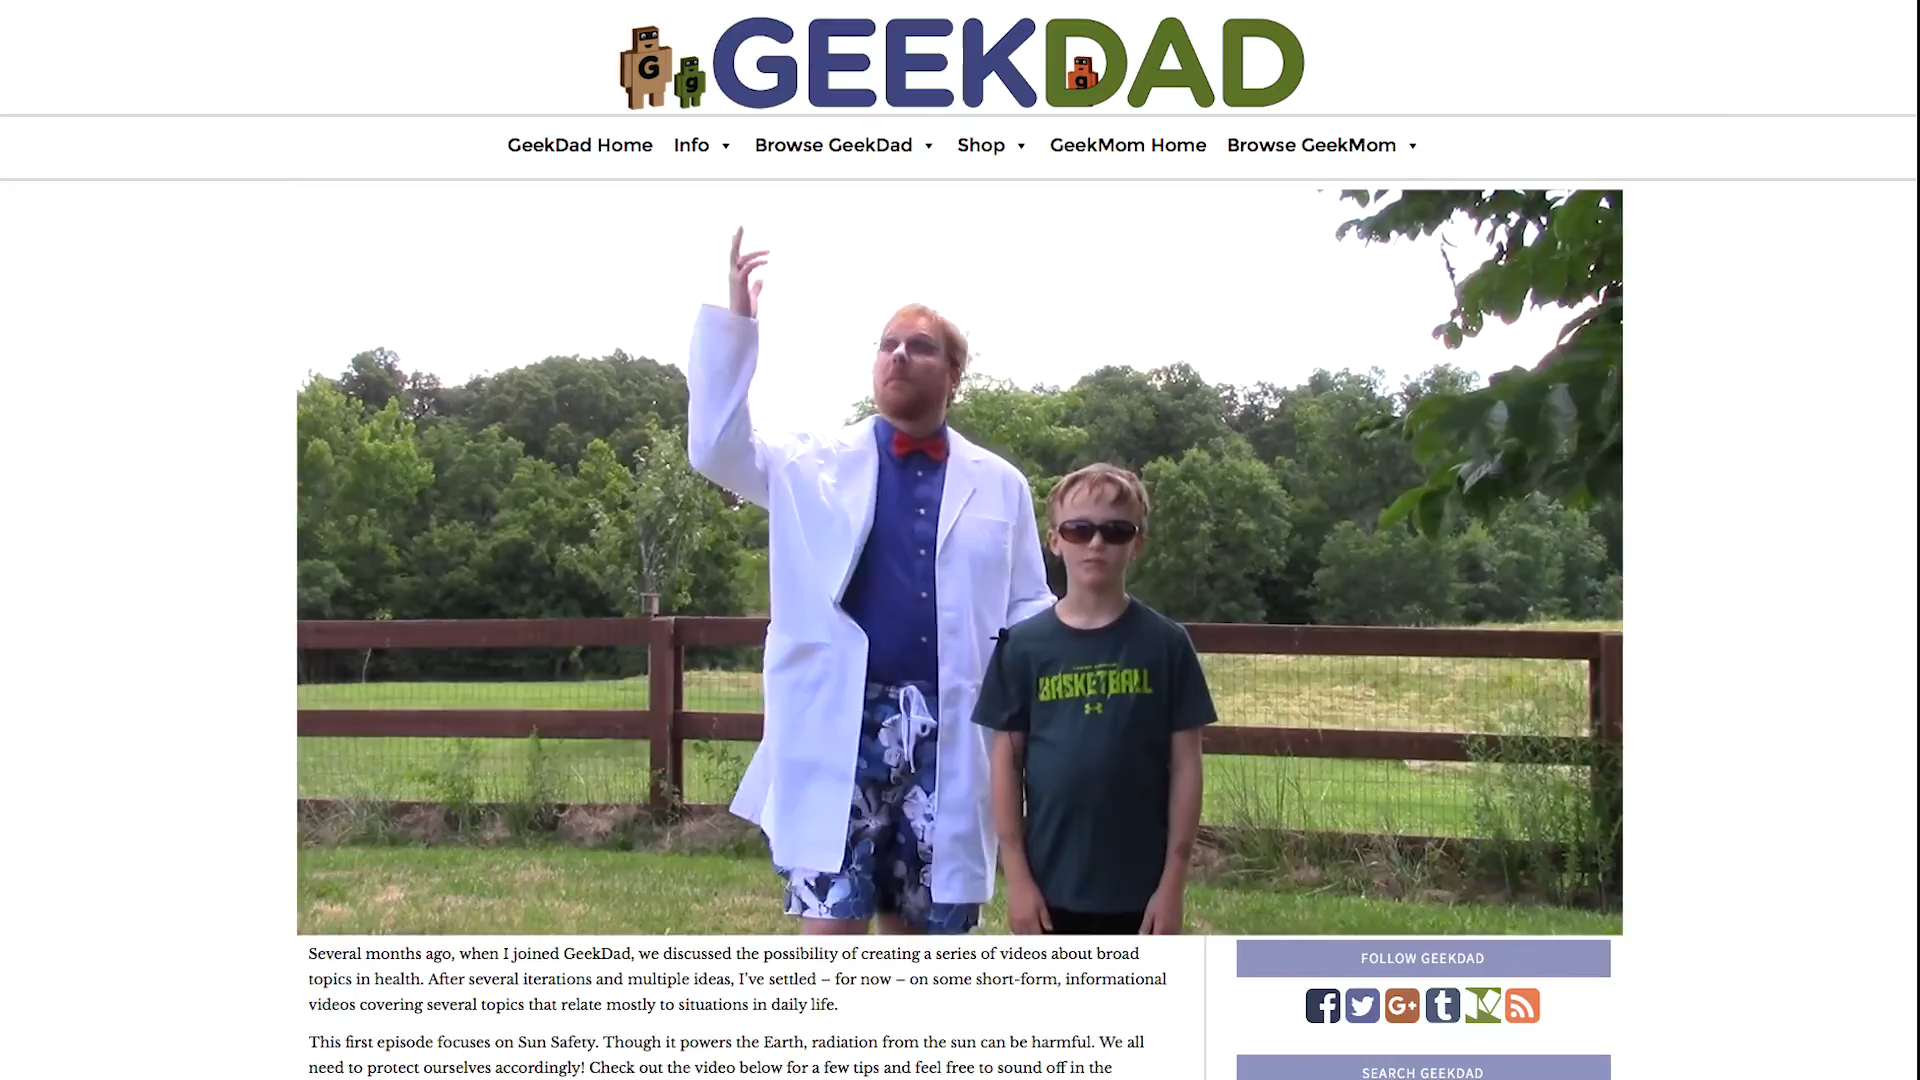 G g GEEKDAD
g
GeekDad Home Info Browse GeekDad Shop GeekMom Home Browse GeekMom
BASKETBALL
Several months ago, when I joined GeekDad, we discussed the possibility of creating a series of videos about broad
topics in health. After several iterations and multiple ideas, I've settled – for now – on some short-form, informational
videos covering several topics that relate mostly to situations in daily life.
This first episode focuses on Sun Safety. Though it powers the Earth, radiation from the sun can be harmful. We all
need to protect ourselves accordingly! Check out the video below for a few tips and feel free to sound off in the
FOLLOW GEEKDAD
f G+ t
SEARCH GEEKDAD